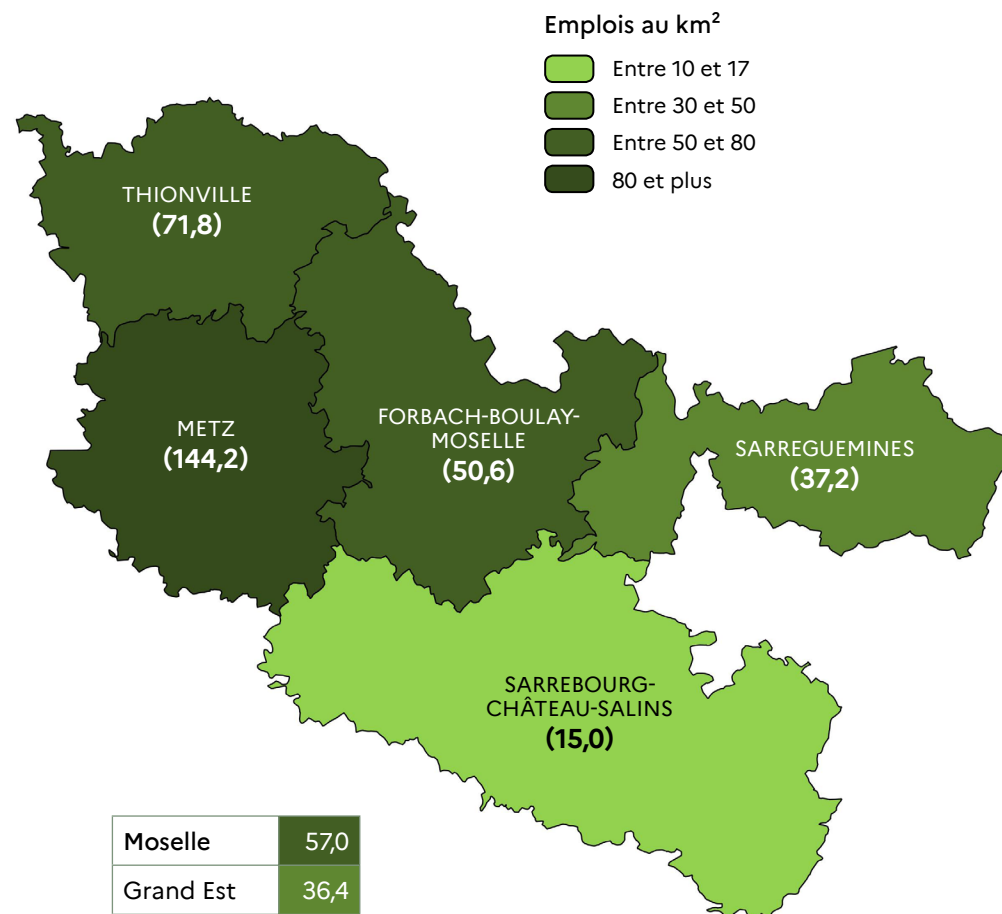 Emplois au km²
Entre 10 et 17
Entre 30 et 50
Entre 50 et 80
80 et plus
THIONVILLE
(71,8)
METZ
(144,2)
FORBACH-BOULAY-
MOSELLE
(50,6)
SARREGUEMINES
(37,2)
SARREBOURG-
CHÂTEAU-SALINS
(15,0)
Moselle 57,0
Grand Est 36,4